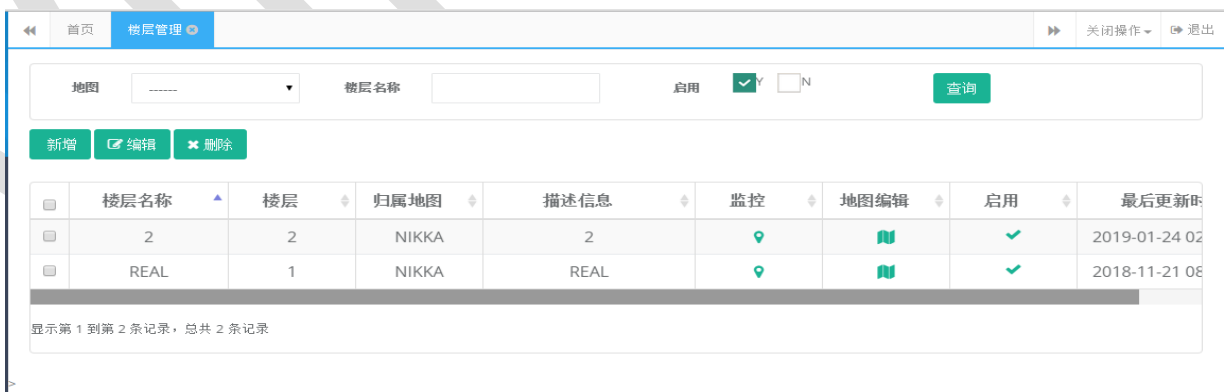 首页 楼层管理 关闭操作 退出
地图 ------ 楼层名称 启用 Y N 查询
新增 编辑 删除
楼层名称 楼层 归属地图 描述信息 监控 地图编辑 启用 最后更新时
2 2 NIKKA 2 2019-01-24 02
REAL 1 NIKKA REAL 2018-11-21 08
显示第 1 到第 2 条记录，总共 2 条记录
>